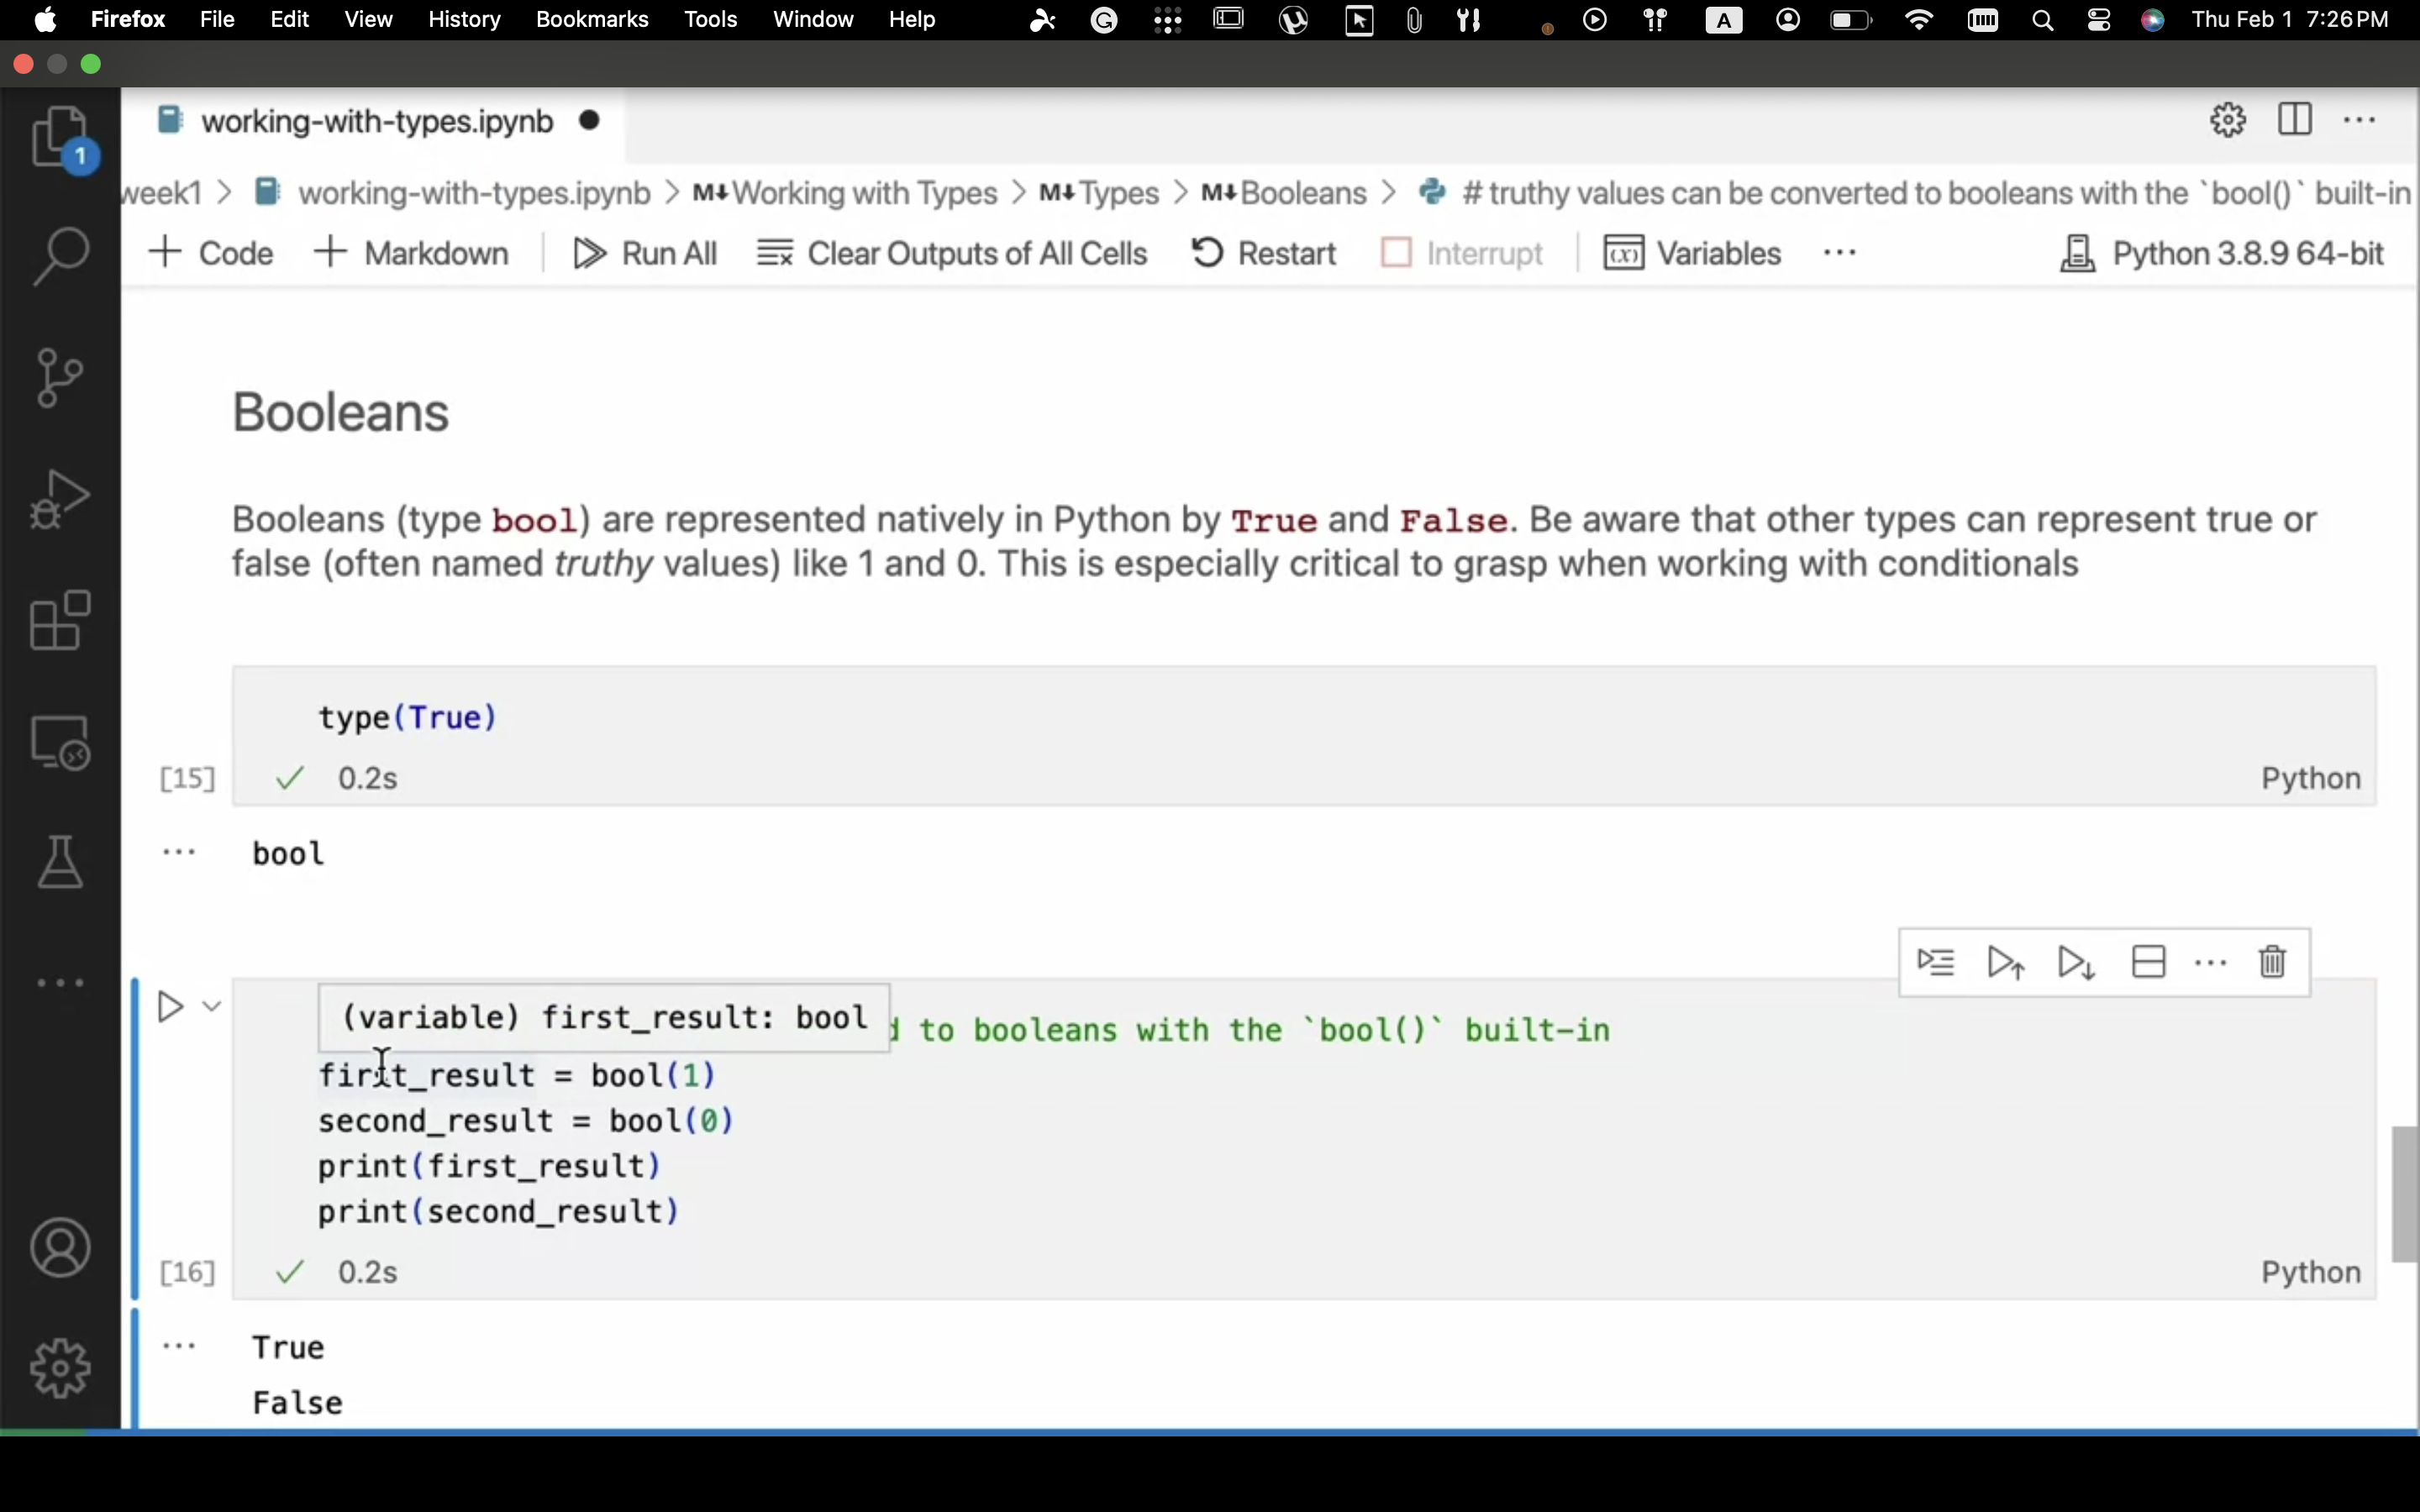 Firefox File Edit View History Bookmarks Tools Window Help A Thu Feb 1 7:26 PM
working-with-types.ipynb
1
week1 > working-with-types.ipynb > M↓ Working with Types > M↓ Types > M↓ Booleans > # truthy values can be converted to booleans with the `bool()` built-in
+ Code + Markdown Run All Clear Outputs of All Cells Restart Interrupt (x) Variables ... Python 3.8.9 64-bit
Booleans
Booleans (type bool) are represented natively in Python by True and False. Be aware that other types can represent true or
false (often named truthy values) like 1 and 0. This is especially critical to grasp when working with conditionals
type(True)
[15] ✓ 0.2s Python
... bool
(variable) first_result: bool
d to booleans with the `bool()` built-in
first_result = bool(1)
second_result = bool(0)
print(first_result)
print(second_result)
[16] ✓ 0.2s Python
... True
False